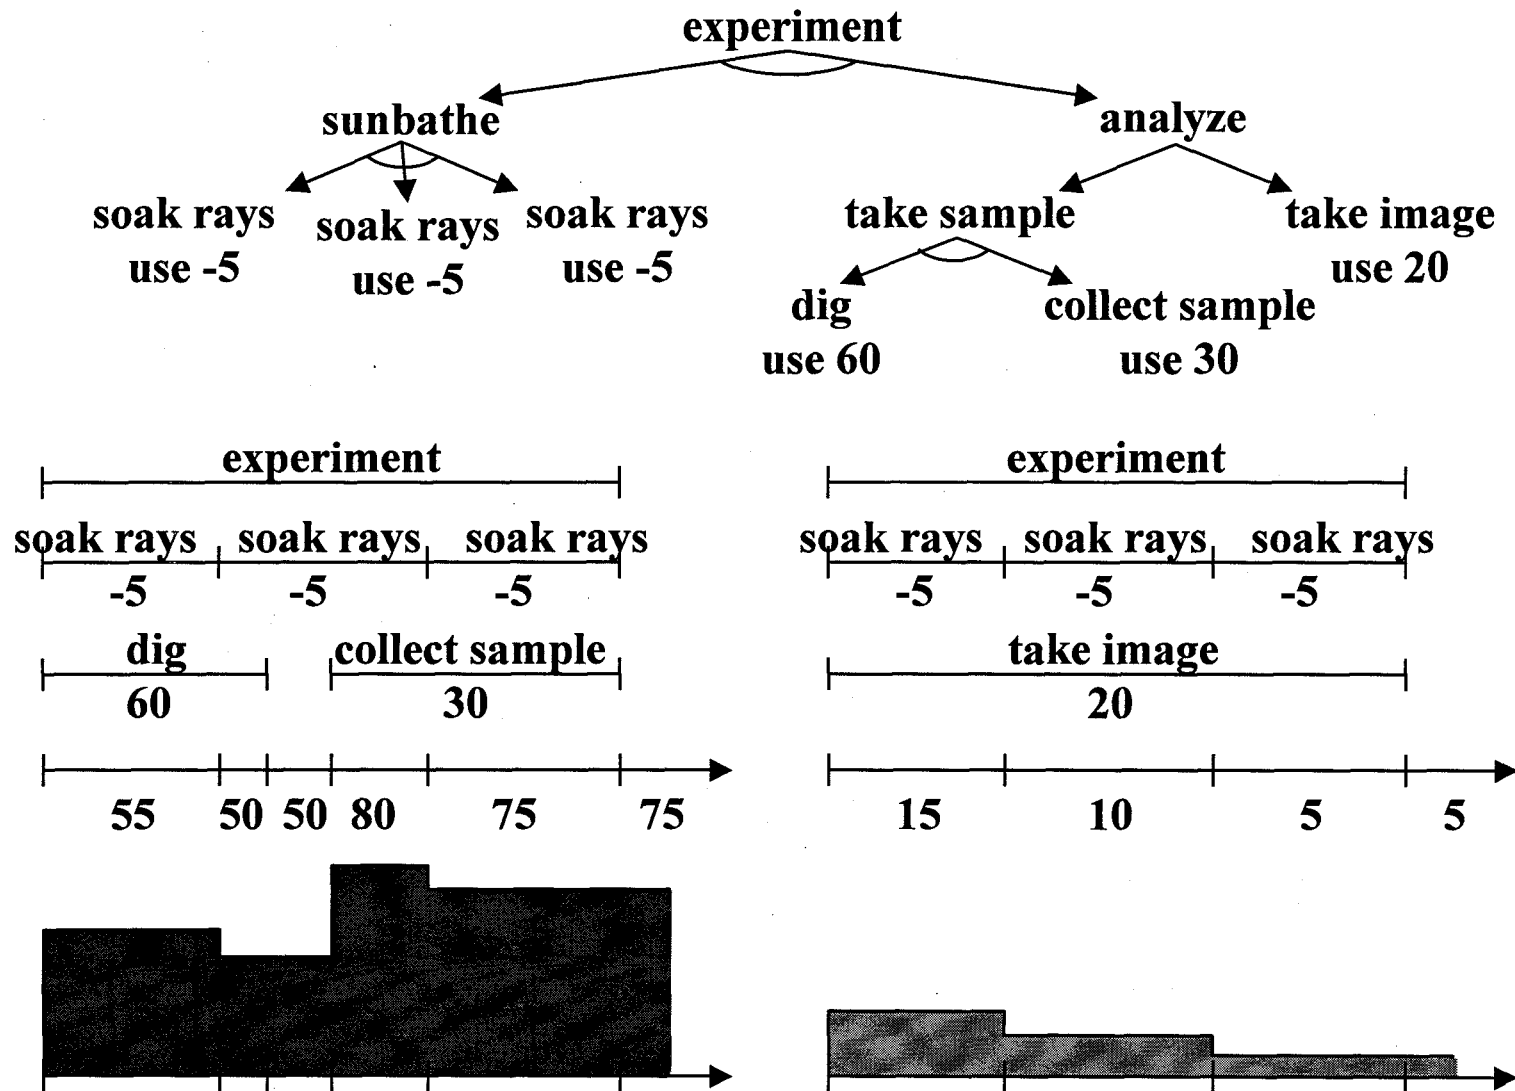 experiment
sunbathe analyze
soak rays soak rays soak rays take sample take image
use -5 use -5 use -5 use 20
dig collect sample
use 60 use 30
experiment experiment
soak rays soak rays soak rays soak rays soak rays soak rays
-5 -5 -5 -5 -5 -5
dig collect sample take image
60 30 20
55 50 50 80 75 75 15 10 5 5